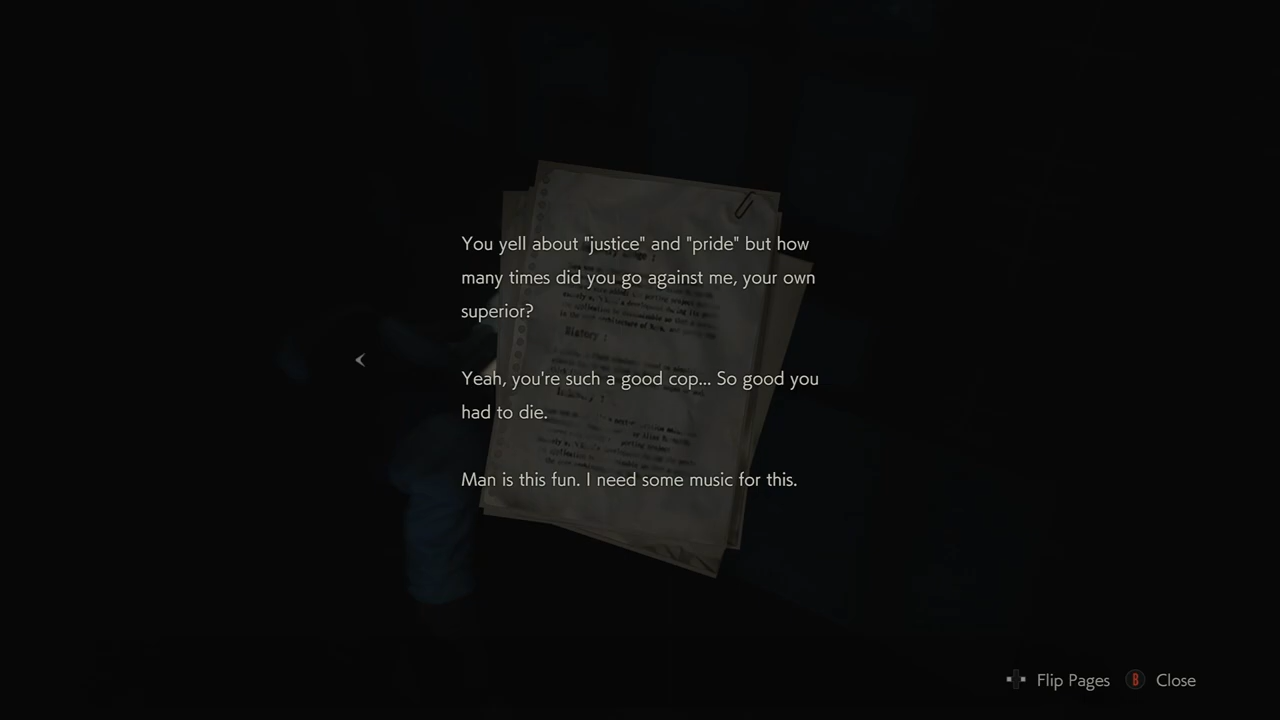 You yell about "justice" and "pride" but how
many times did you go against me, your own
superior?
Yeah, you're such a good cop... So good you
had to die.
Man is this fun. I need some music for this.
History :
Flip Pages B Close